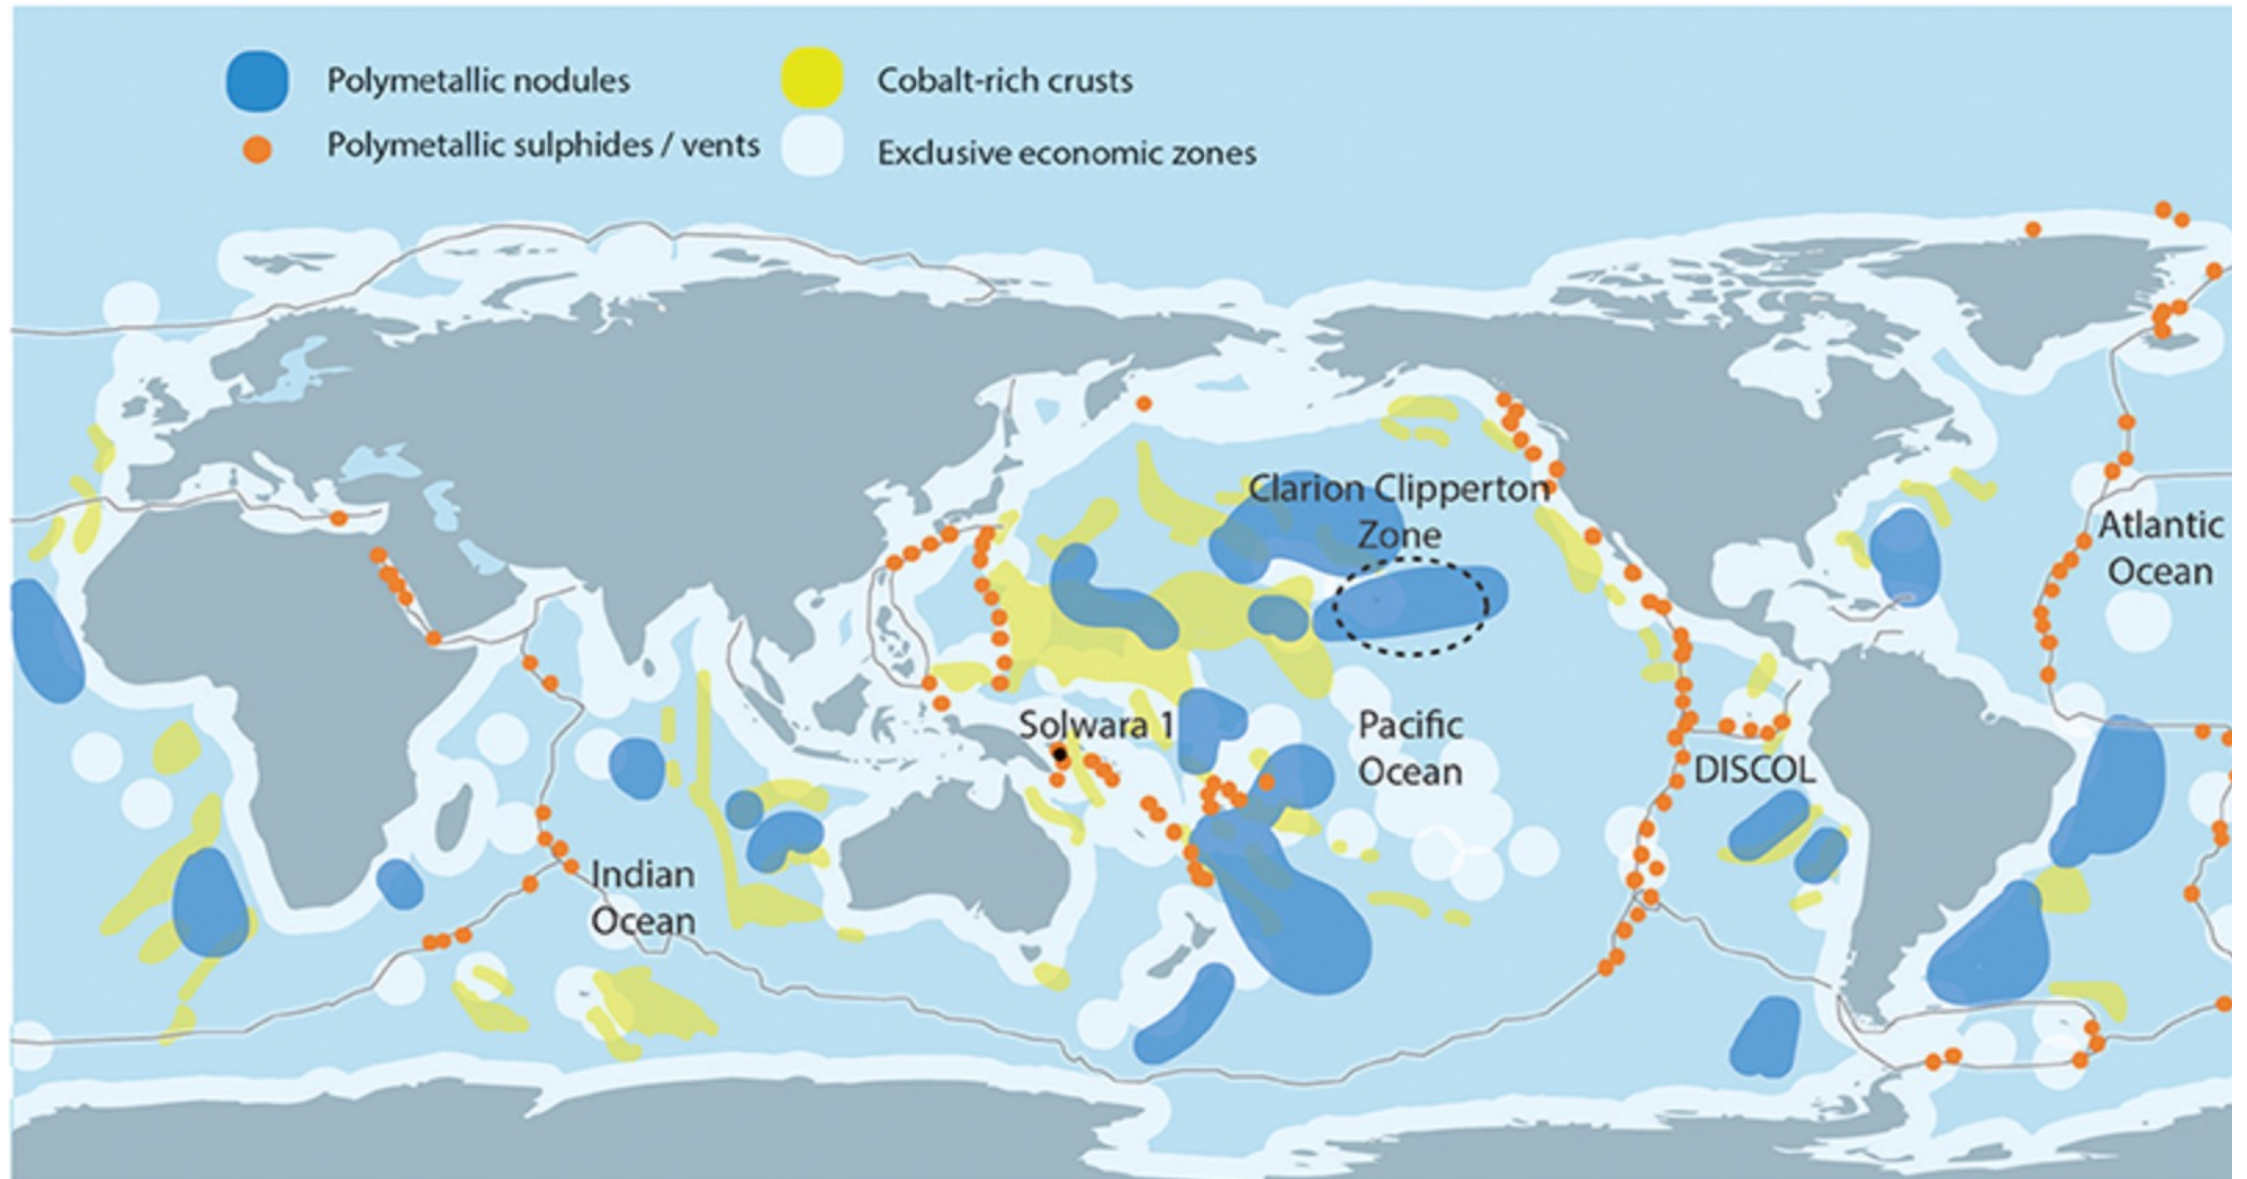 Polymetallic nodules
Cobalt-rich crusts
Polymetallic sulphides / vents
Exclusive economic zones
Clarion Clipperton
Zone
Atlantic
Ocean
Solwara 1
Pacific
Ocean
DISCOL
Indian
Ocean